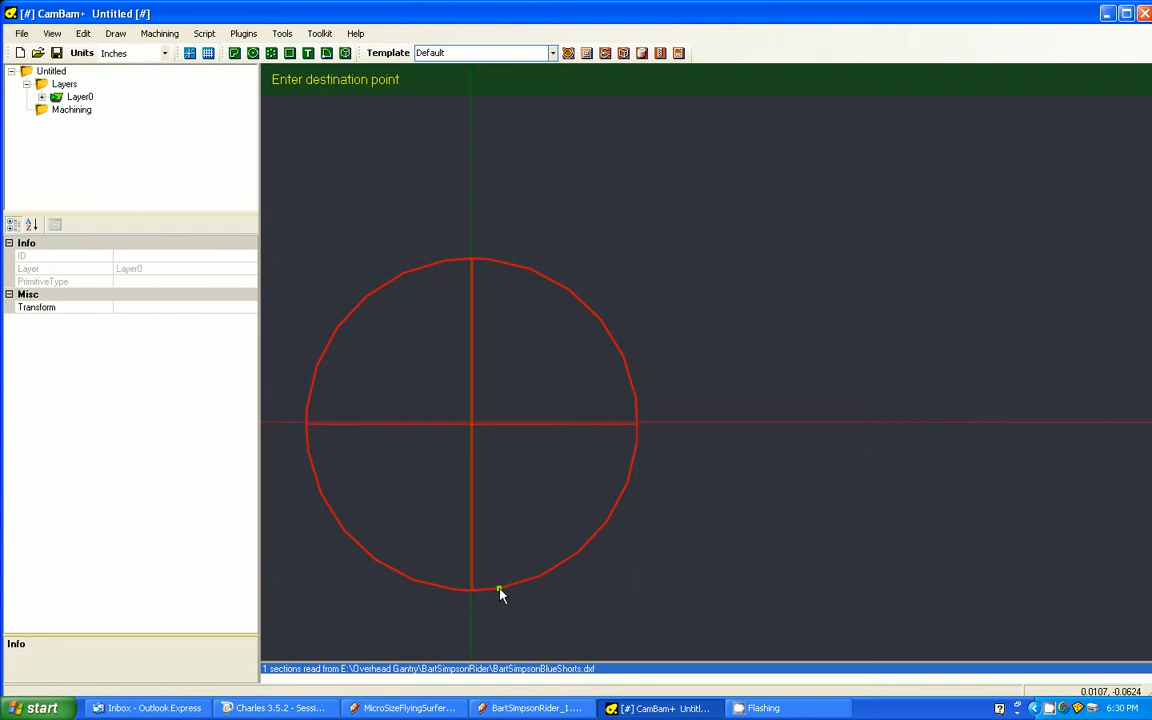 [#] CamBam+ Untitled [#]
File View Edit Draw Machining Script Plugins Tools Toolkit Help
Units Inches Template Default
Untitled
Layers
Layer0
Machining
Enter destination point
Info
ID
Layer Layer0
PrimitiveType
Misc
Transform
Info
1 sections read from E:\Overhead Gantry\BartSimpsonRider\BartSimpsonBlueShorts.dxf
0.0107, -0.0624
start Inbox - Outlook Express Charles 3.5.2 - Sessi... MicroSizeFlyingSurfer... BartSimpsonRider_1.... [#] CamBam+ Untitl... Flashing 6:30 PM